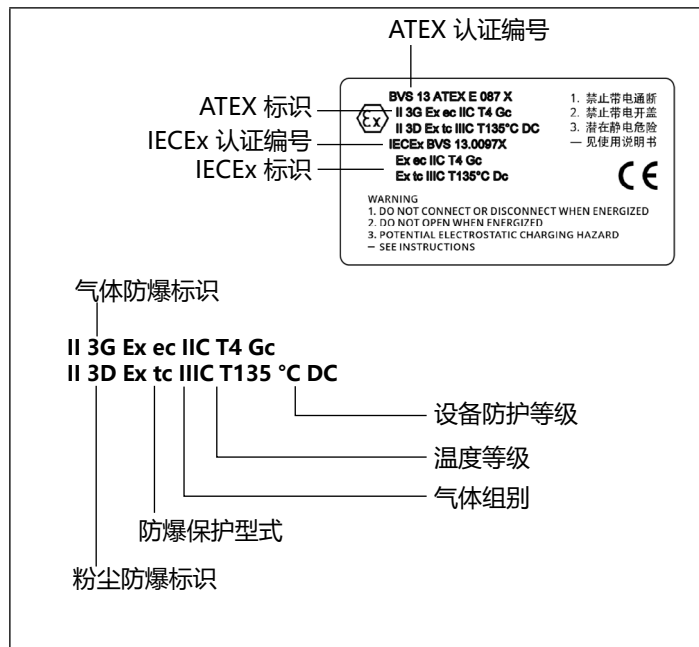 ATEX 认证编号
ATEX 标识
IECEx 认证编号
IECEx 标识
BVS 13 ATEX E 087 X
II 3G Ex ec IIC T4 Gc
II 3D Ex tc IIIC T135°C DC
IECEx BVS 13.0097X
Ex ec IIC T4 Gc
Ex tc IIIC T135°C Dc
Ex
1. 禁止带电通断
2. 禁止带电开盖
3. 潜在静电危险
— 见使用说明书
CE
WARNING
1. DO NOT CONNECT OR DISCONNECT WHEN ENERGIZED
2. DO NOT OPEN WHEN ENERGIZED
3. POTENTIAL ELECTROSTATIC CHARGING HAZARD
– SEE INSTRUCTIONS
气体防爆标识
II 3G Ex ec IIC T4 Gc
II 3D Ex tc IIIC T135 °C DC
设备防护等级
温度等级
气体组别
防爆保护型式
粉尘防爆标识